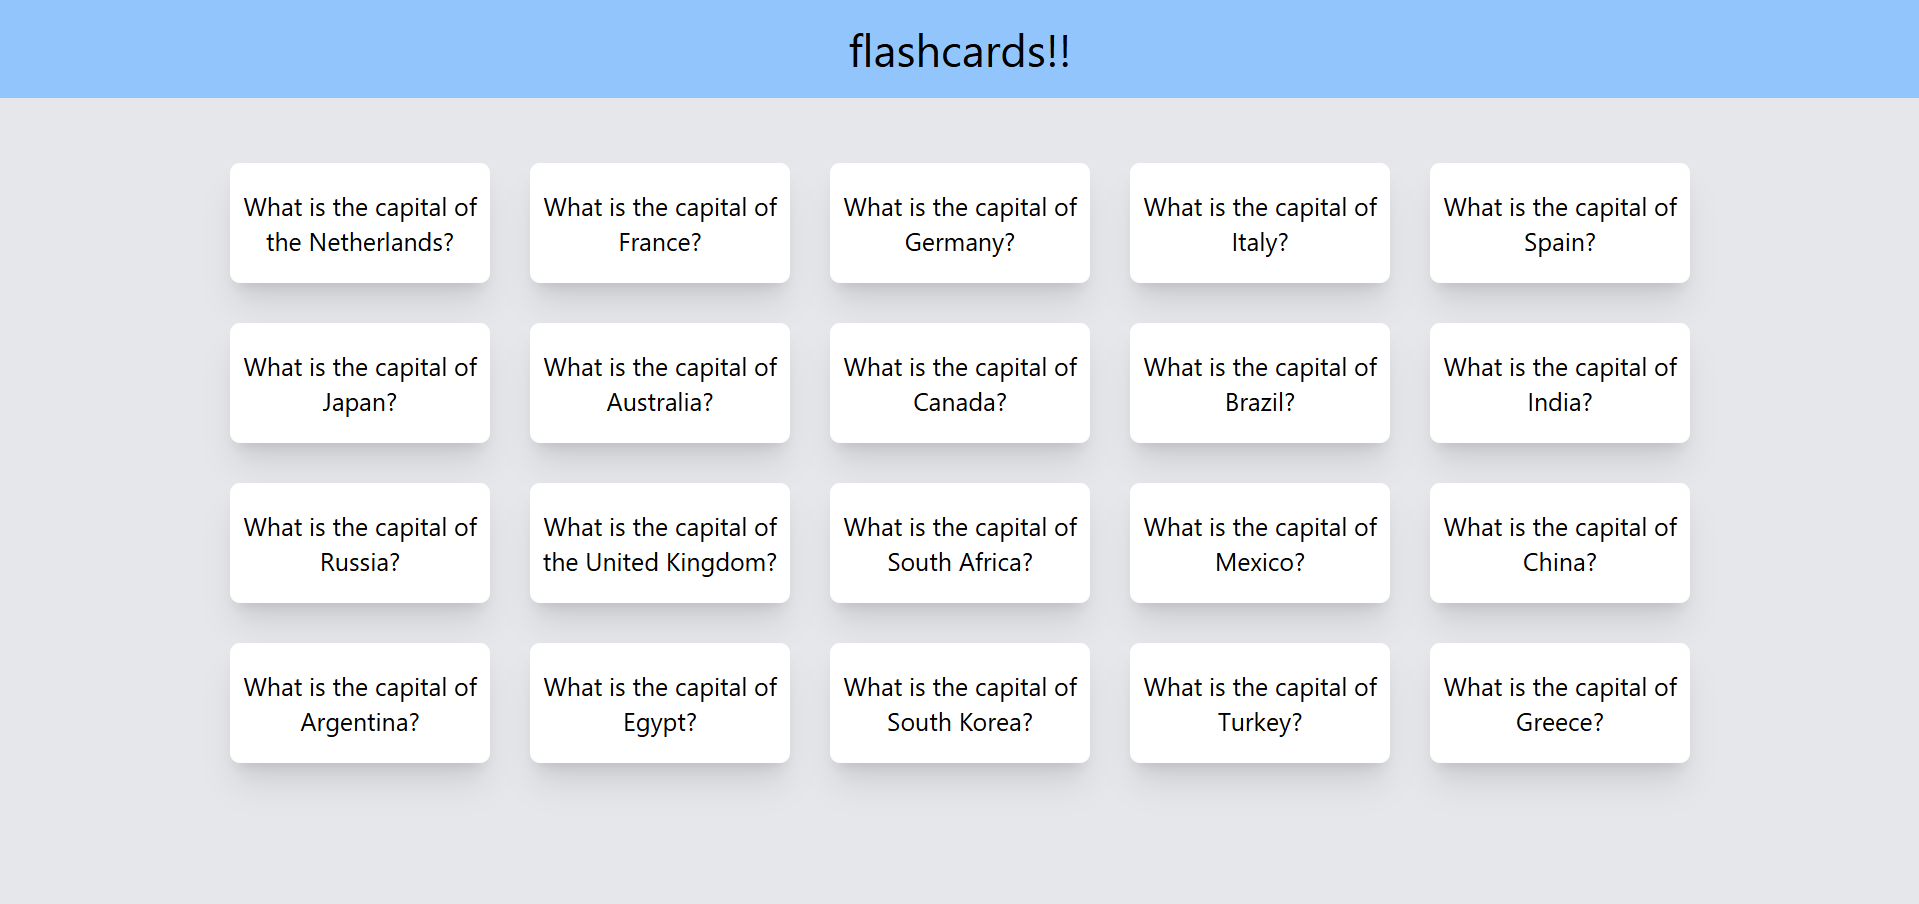 flashcards!!
What is the capital of
the Netherlands?
What is the capital of
France?
What is the capital of
Germany?
What is the capital of
Italy?
What is the capital of
Spain?
What is the capital of
Japan?
What is the capital of
Australia?
What is the capital of
Canada?
What is the capital of
Brazil?
What is the capital of
India?
What is the capital of
Russia?
What is the capital of
the United Kingdom?
What is the capital of
South Africa?
What is the capital of
Mexico?
What is the capital of
China?
What is the capital of
Argentina?
What is the capital of
Egypt?
What is the capital of
South Korea?
What is the capital of
Turkey?
What is the capital of
Greece?